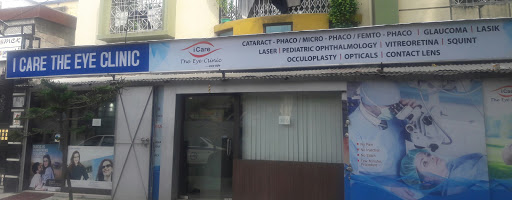 I CARE THE EYE CLINIC
iCare
The Eye Clinic
CATARACT - PHACO / MICRO - PHACO / FEMTO - PHACO | GLAUCOMA | LASIK
LASER | PEDIATRIC OPHTHALMOLOGY | VITREORETINA | SQUINT
OCCULOPLASTY | OPTICALS | CONTACT LENS